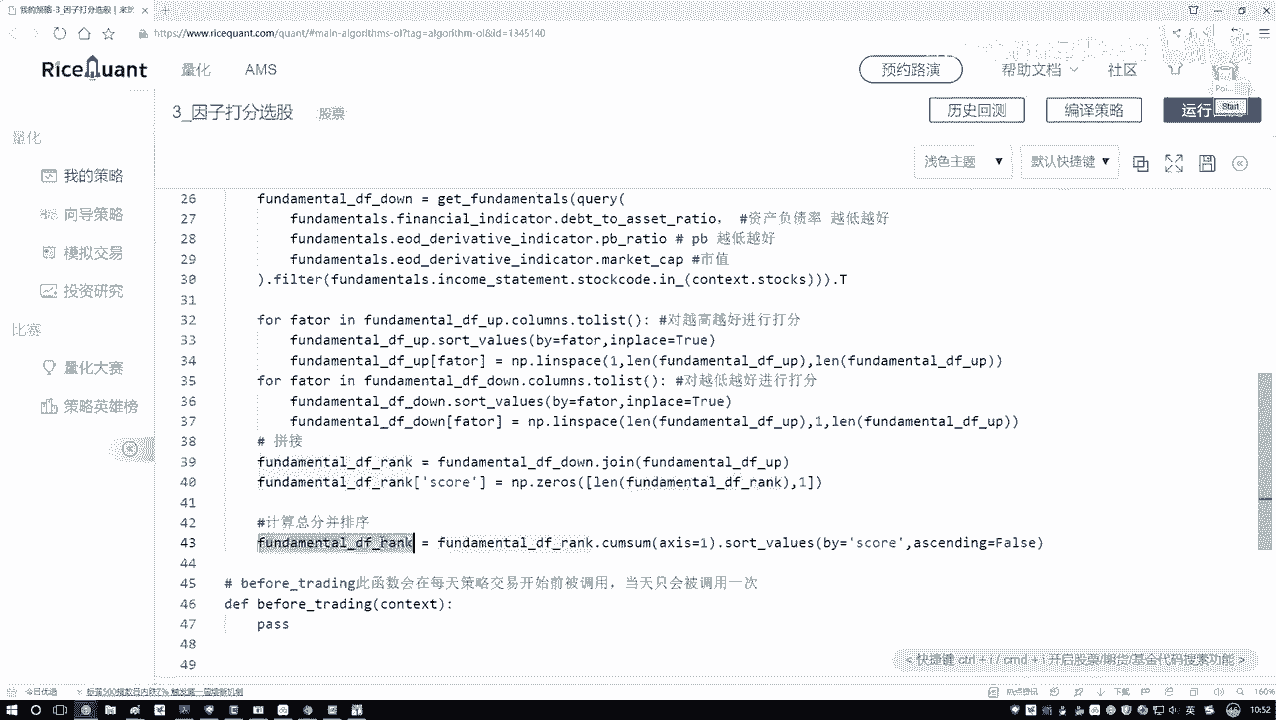 我的策略-3_因子打分选股
https://www.ricequant.com/quant/#main-algorithms-ol?tag=algorithm-ol&id=1345140
RiceQuant 量化 AMS 预约路演 帮助文档 社区
3_因子打分选股 股票 历史回测 编译策略 运行 Start
浅色主题 默认快捷键
量化
我的策略
向导策略
模拟交易
投资研究
比赛
量化大赛
策略英雄榜
26 fundamental_df_down = get_fundamentals(query(
27 fundamentals.financial_indicator.debt_to_asset_ratio, #资产负债率 越低越好
28 fundamentals.eod_derivative_indicator.pb_ratio # pb 越低越好
29 fundamentals.eod_derivative_indicator.market_cap #市值
30 ).filter(fundamentals.income_statement.stockcode.in_(context.stocks))).T
31
32 for fator in fundamental_df_up.columns.tolist(): #对越高越好进行打分
33 fundamental_df_up.sort_values(by=fator,inplace=True)
34 fundamental_df_up[fator] = np.linspace(1,len(fundamental_df_up),len(fundamental_df_up))
35 for fator in fundamental_df_down.columns.tolist(): #对越低越好进行打分
36 fundamental_df_down.sort_values(by=fator,inplace=True)
37 fundamental_df_down[fator] = np.linspace(len(fundamental_df_up),1,len(fundamental_df_up))
38 # 拼接
39 fundamental_df_rank = fundamental_df_down.join(fundamental_df_up)
40 fundamental_df_rank['score'] = np.zeros([len(fundamental_df_rank),1])
41
42 #计算总分并排序
43 fundamental_df_rank = fundamental_df_rank.cumsum(axis=1).sort_values(by='score',ascending=False)
44
45 # before_trading此函数会在每天策略交易开始前被调用，当天只会被调用一次
46 def before_trading(context):
47 pass
48
49
< 快捷键 ctrl + i / cmd + i 开启股票/期货/基金代码搜索功能 >
今日优选 下载 160%
英 10:52